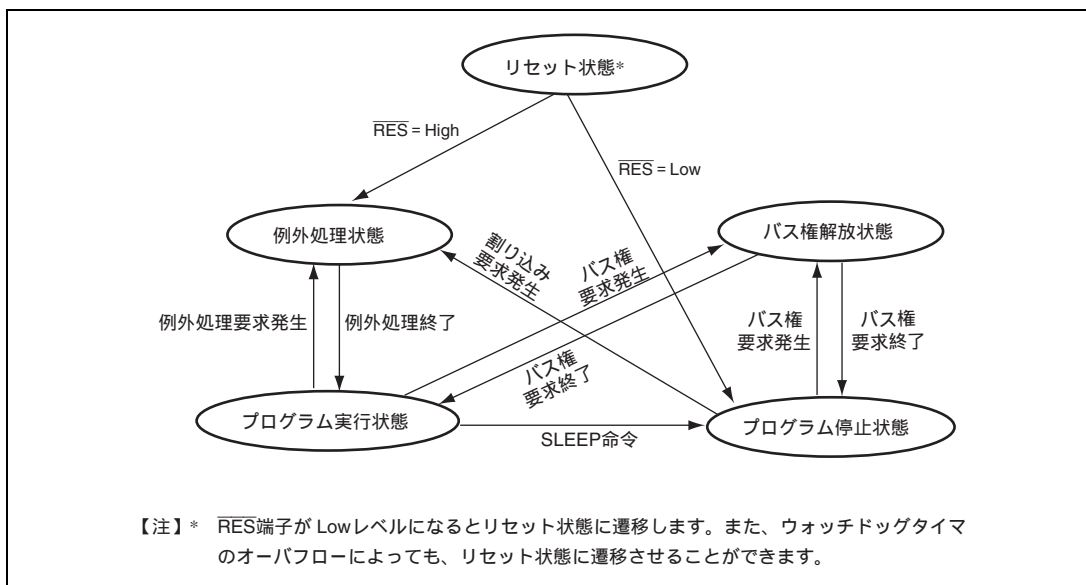 リセット状態*
RES = High
RES = Low
例外処理状態
バス権解放状態
割り込み
要求発生
バス権
要求発生
例外処理要求発生
例外処理終了
バス権
要求終了
バス権
要求発生
バス権
要求終了
プログラム実行状態
SLEEP命令
プログラム停止状態
【注】* RES端子が Lowレベルになるとリセット状態に遷移します。また、ウォッチドッグタイマ
のオーバフローによっても、リセット状態に遷移させることができます。